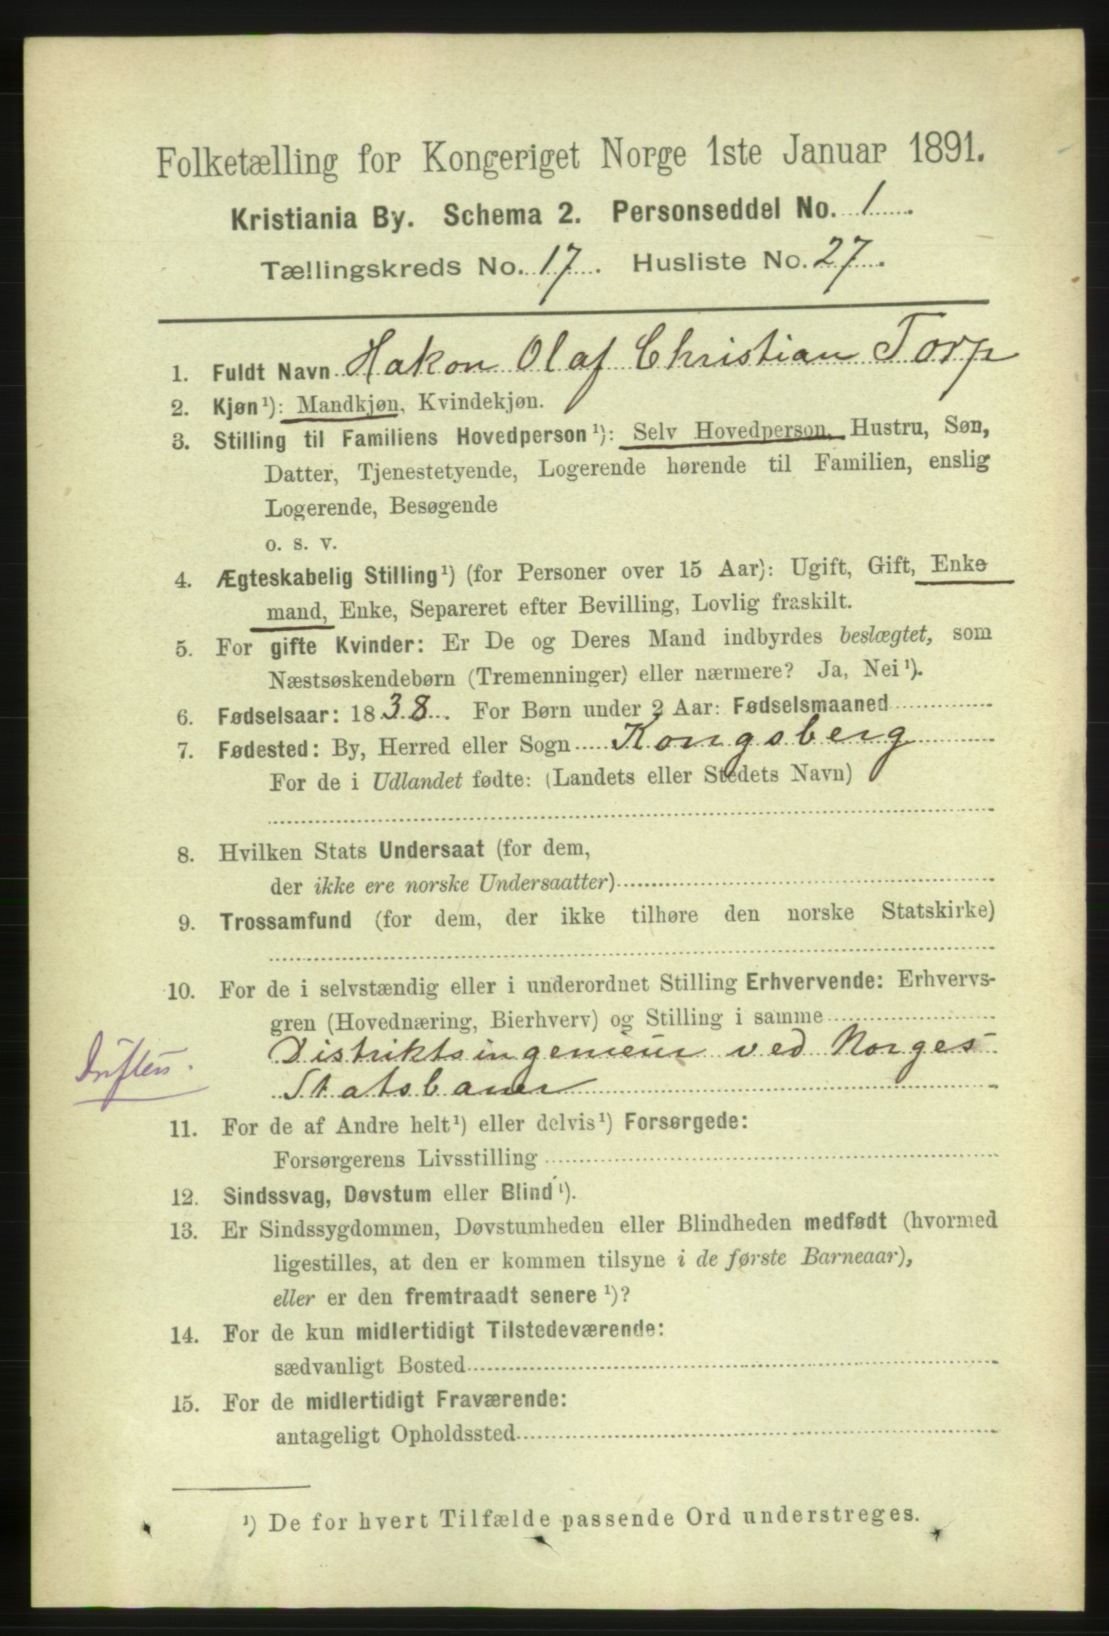 Folketælling for Kongeriget Norge 1ste Januar 1891.
Kristiania By. Schema 2. Personseddel No. 1.
Tællingskreds No. 17. Husliste No. 27.
1. Fuldt Navn Hakon Olaf Christian Torp
2. Kjøn¹): Mandkjøn, Kvindekjøn.
3. Stilling til Familiens Hovedperson¹): Selv Hovedperson, Hustru, Søn,
Datter, Tjenestetyende, Logerende hørende til Familien, enslig
Logerende, Besøgende
o. s. v.
4. Ægteskabelig Stilling¹) (for Personer over 15 Aar): Ugift, Gift, Enke
mand, Enke, Separeret efter Bevilling, Lovlig fraskilt.
5. For gifte Kvinder: Er De og Deres Mand indbyrdes beslægtet, som
Næstsøskendebørn (Tremenninger) eller nærmere? Ja, Nei¹).
6. Fødselsaar: 1838. For Børn under 2 Aar: Fødselsmaaned
7. Fødested: By, Herred eller Sogn Kongsberg
For de i Udlandet fødte: (Landets eller Stedets Navn)
8. Hvilken Stats Undersaat (for dem,
der ikke ere norske Undersaatter)
9. Trossamfund (for dem, der ikke tilhøre den norske Statskirke)
10. For de i selvstændig eller i underordnet Stilling Erhvervende: Erhvervs-
gren (Hovednæring, Bierhverv) og Stilling i samme
Distriktsingeniør ved Norges
Driften.
Statsbaner
11. For de af Andre helt¹) eller delvis¹) Forsørgede:
Forsørgerens Livsstilling
12. Sindssvag, Døvstum eller Blind¹).
13. Er Sindssygdommen, Døvstumheden eller Blindheden medfødt (hvormed
ligestilles, at den er kommen tilsyne i de første Barneaar),
eller er den fremtraadt senere¹)?
14. For de kun midlertidigt Tilstedeværende:
sædvanligt Bosted
15. For de midlertidigt Fraværende:
antageligt Opholdssted
¹) De for hvert Tilfælde passende Ord understreges.